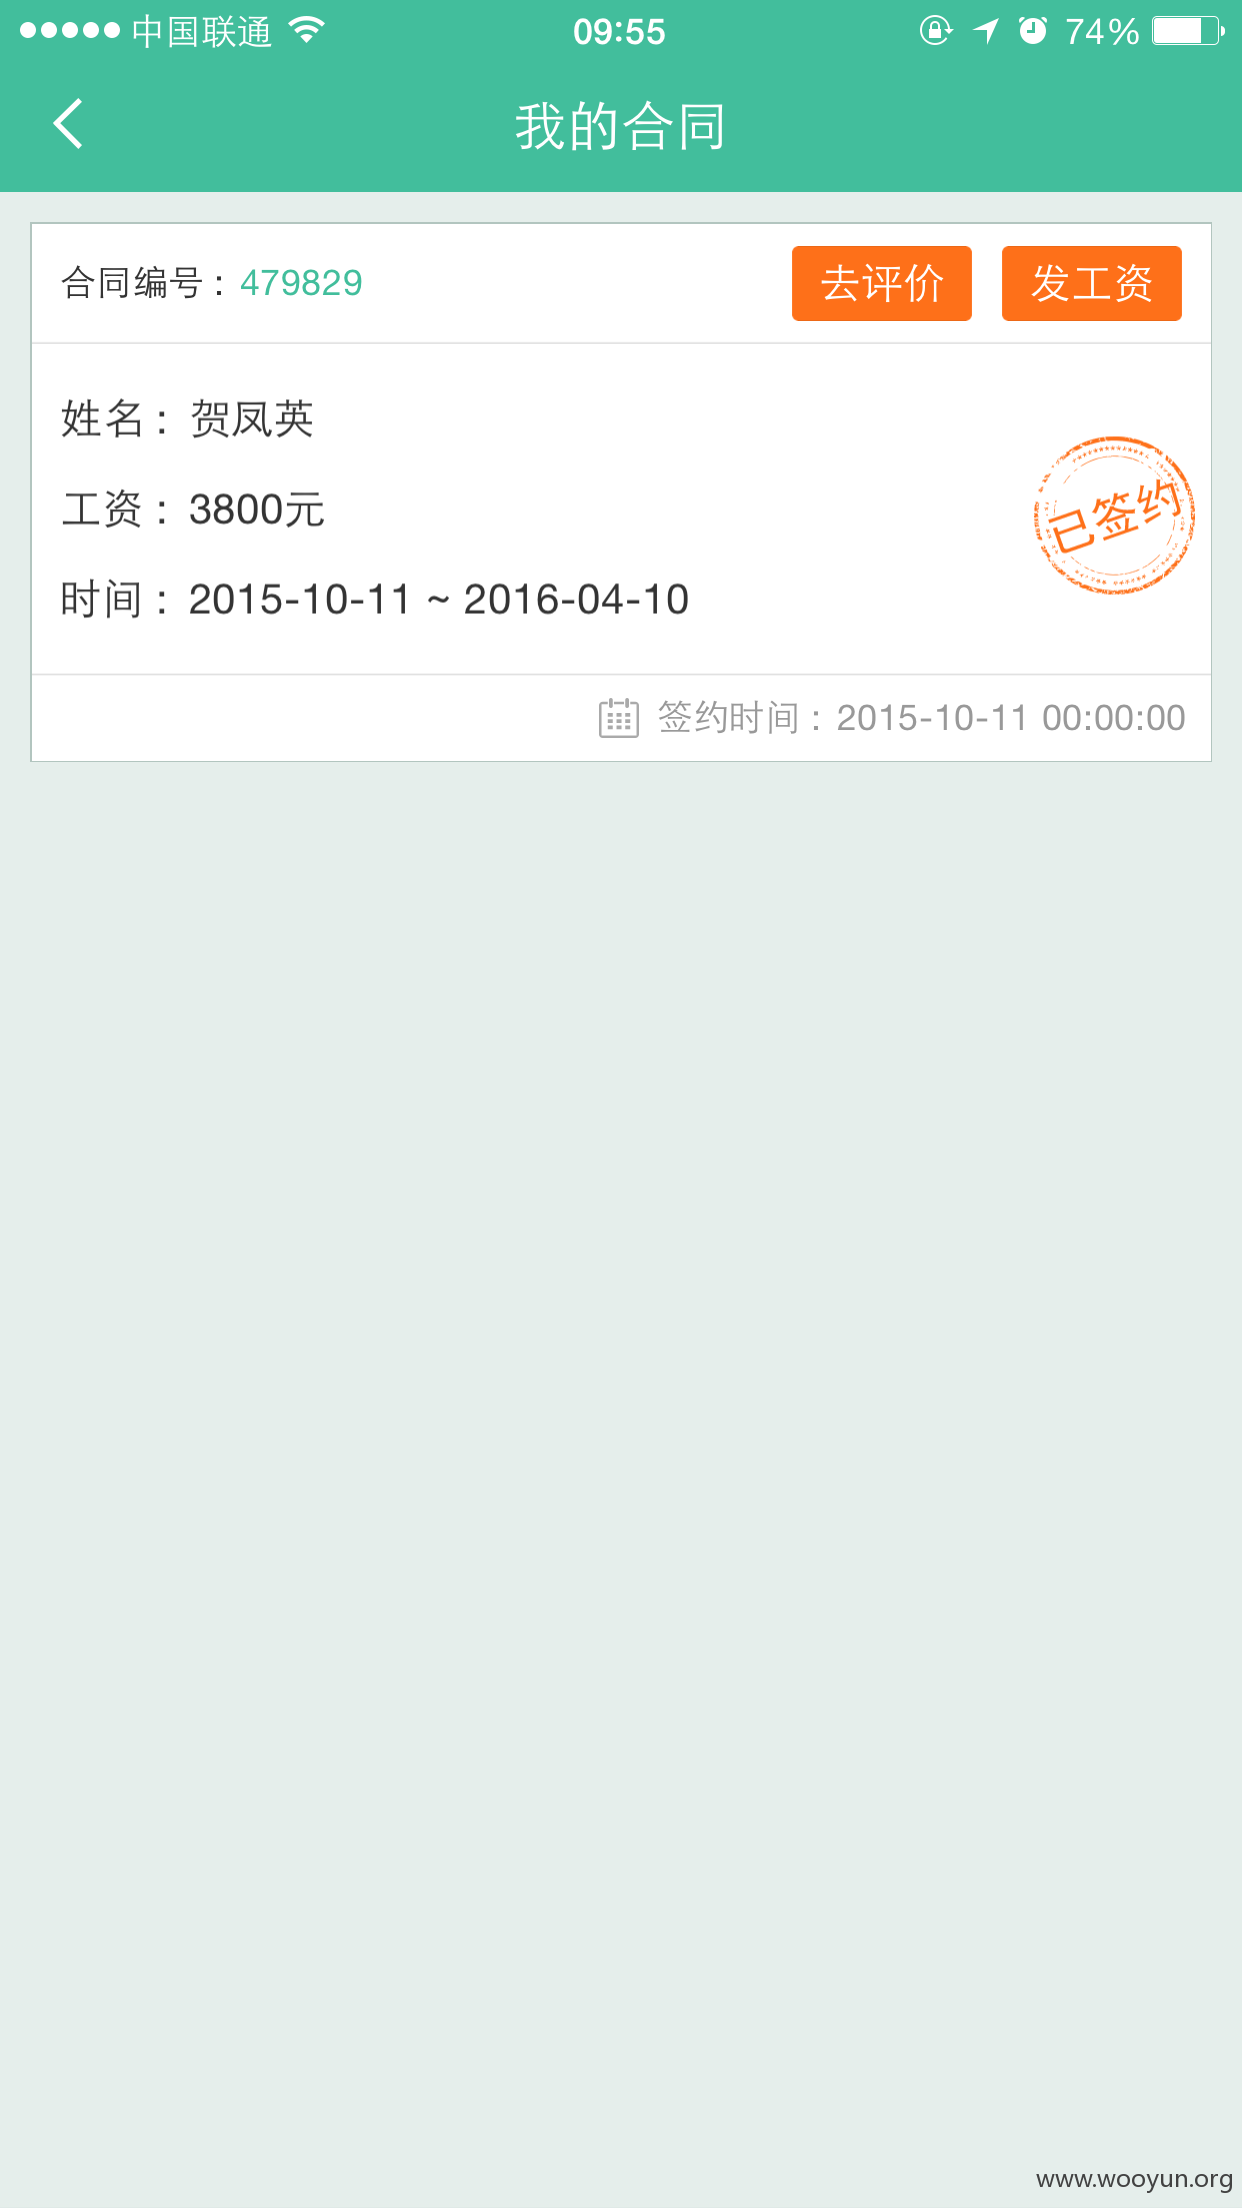 中国联通 09:55 74%
我的合同
合同编号：479829 去评价 发工资
姓名：贺凤英
工资：3800元
已签约
时间：2015-10-11 ~ 2016-04-10
签约时间：2015-10-11 00:00:00
www.wooyun.org